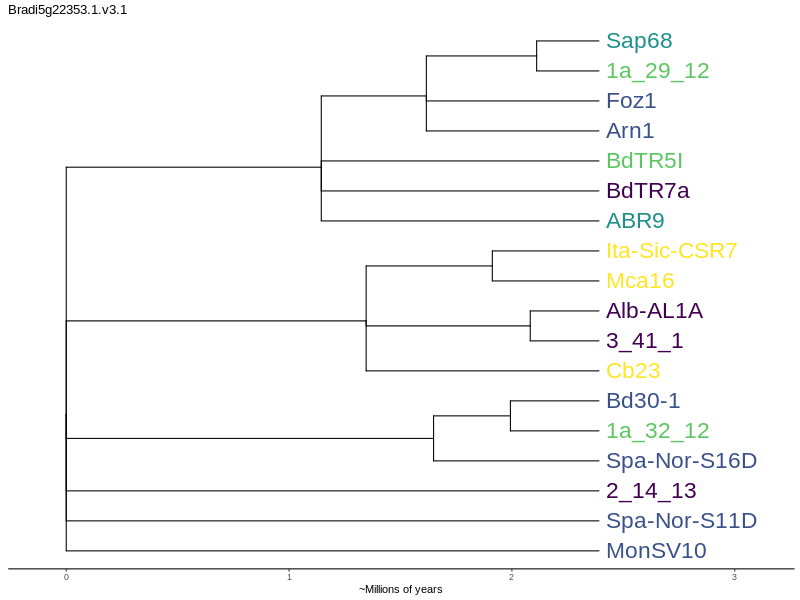 Bradi5g22353.1.v3.1
Sap68
1a_29_12
Foz1
Arn1
BdTR5I
BdTR7a
ABR9
Ita-Sic-CSR7
Mca16
Alb-AL1A
3_41_1
Cb23
Bd30-1
1a_32_12
Spa-Nor-S16D
2_14_13
Spa-Nor-S11D
MonSV10
0 1 2 3
~Millions of years